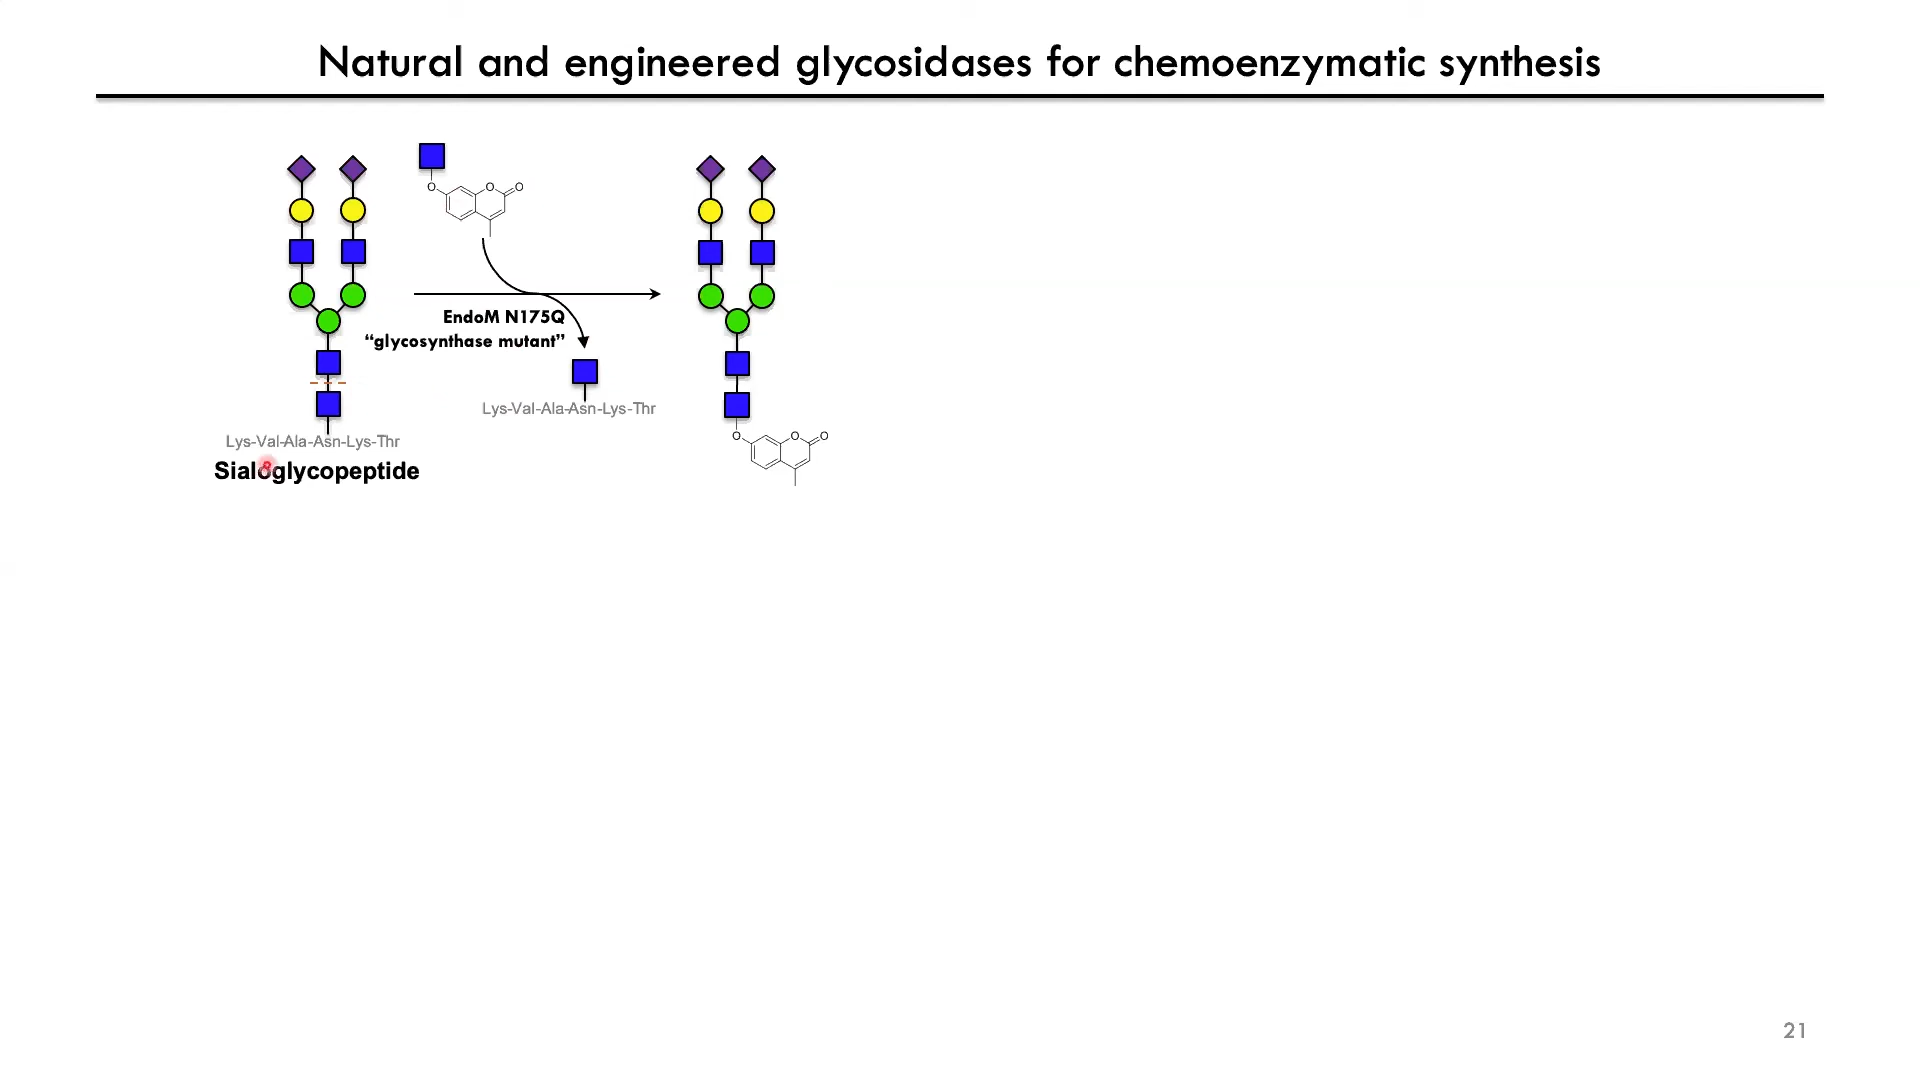 Natural and engineered glycosidases for chemoenzymatic synthesis
O
O
O
EndoM N175Q
“glycosynthase mutant”
Lys-Val-Ala-Asn-Lys-Thr
Lys-Val-Ala-Asn-Lys-Thr
Sialoglycopeptide
O
O
O
21